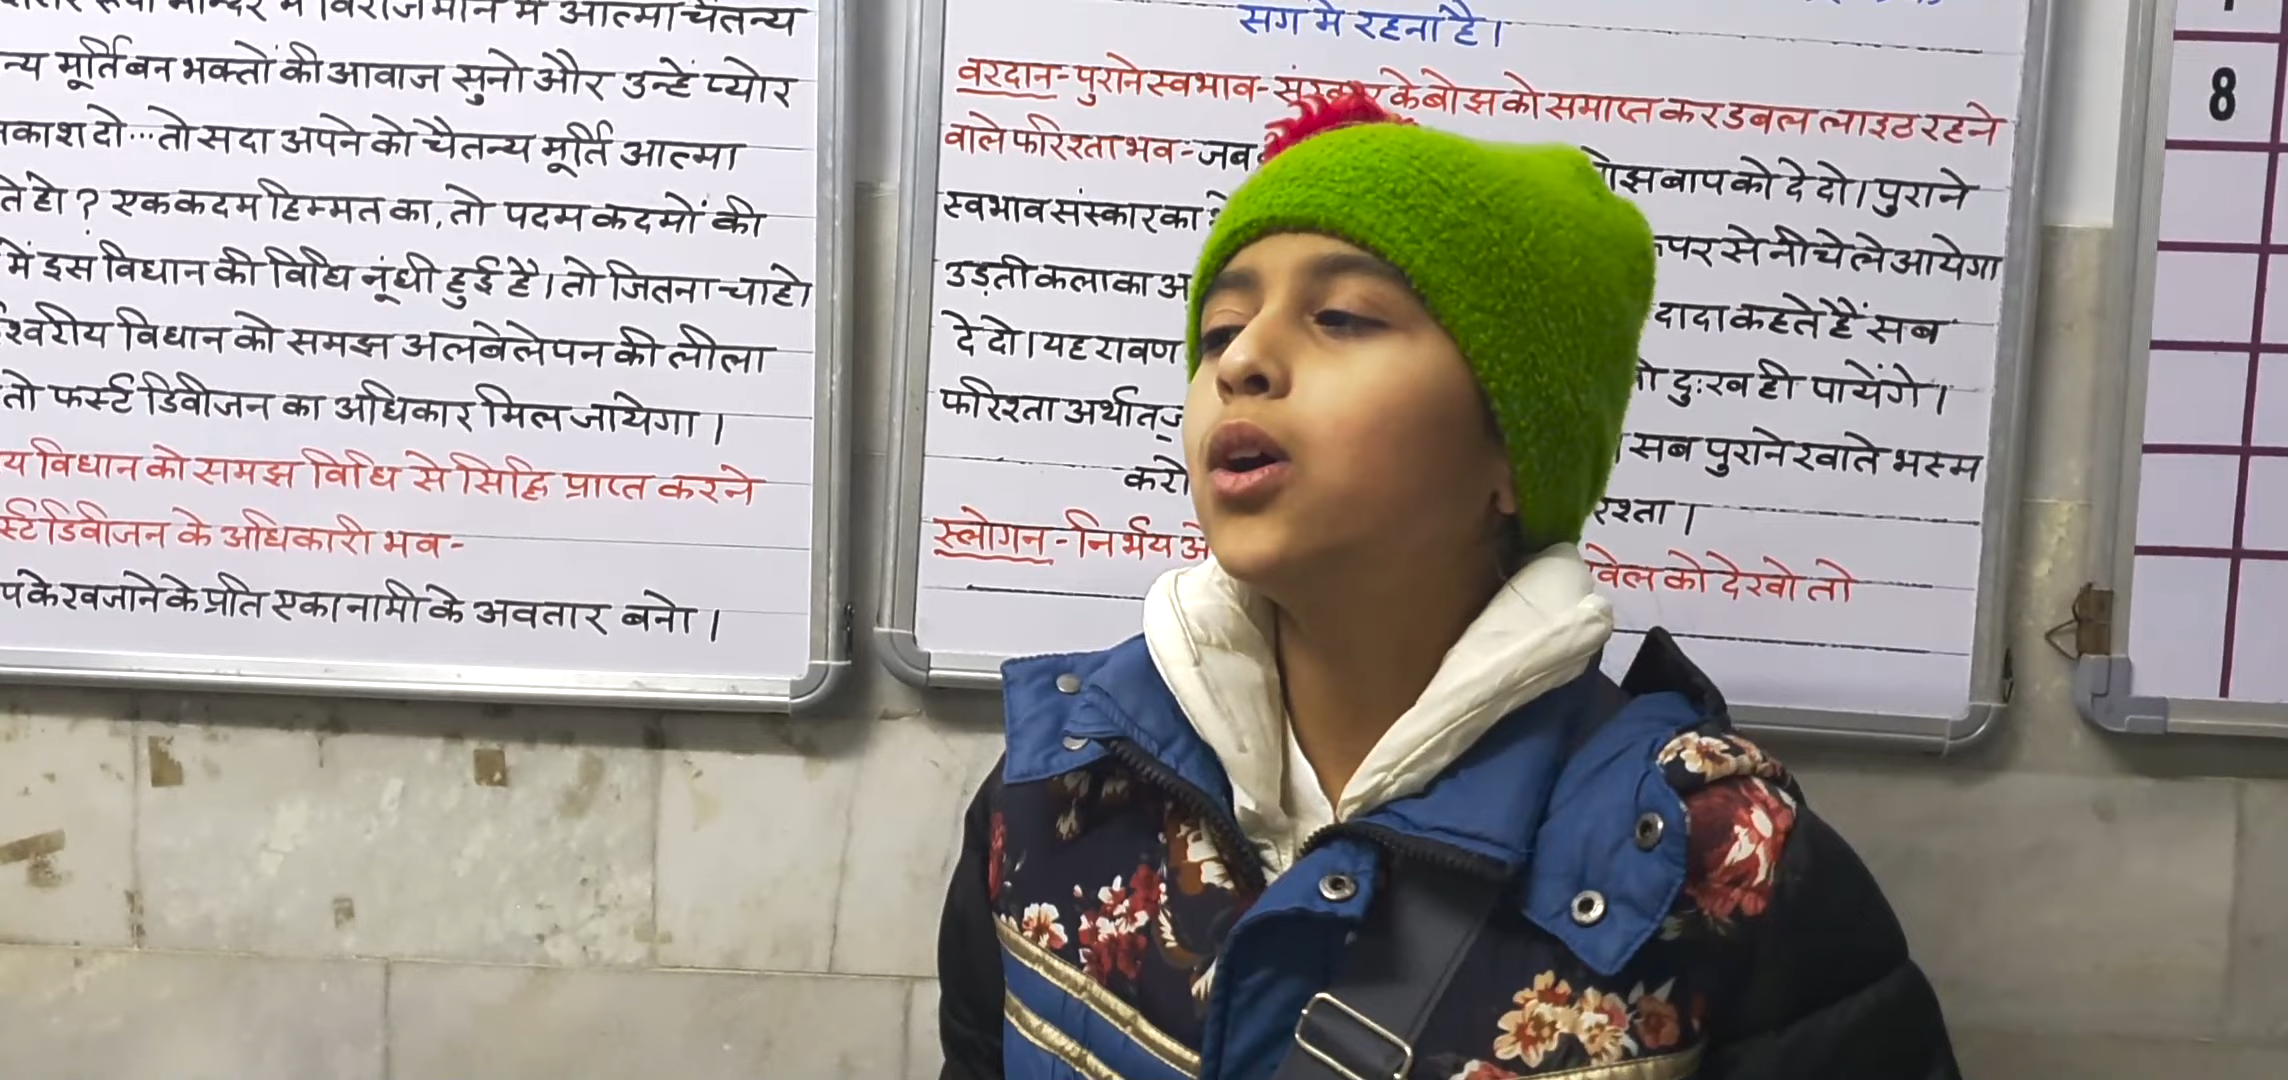 में विराजमान में आत्मा चैतन्य
न्य मूर्ति बन भक्तों की आवाज सुनो और उन्हें प्योर
काश दो...तो सदा अपने को चैतन्य मूर्ति आत्मा
ते हो? एक कदम हिम्मत का, तो पदम कदमों की
में इस विधान की विधि नूंधी हुई है। तो जितना चाहो
श्वरीय विधान को समझ अलबेलेपन की लीला
तो फर्स्ट डिवीजन का अधिकार मिल जायेगा।
य विधान को समझ विधि से सिद्धि प्राप्त करने
र्स्ट डिवीजन के अधिकारी भव-
प के खजाने के प्रति एकानामी के अवतार बनो।
संग में रहना है।
वरदान-पुराने स्वभाव-संस्कार के बोझ को समाप्त कर डबल लाइट रहने
वाले फरिश्ता भव-जब बोझ बाप को दे दो। पुराने
स्वभाव संस्कार का ऊपर से नीचे ले आयेगा
उड़ती कला का अ दादा कहते हैं सब
दे दो। यह रावण दुःख ही पायेंगे।
फरिश्ता अर्थात् सब पुराने खाते भस्म
करो रश्ता।
स्लोगन-निर्भय को देखो तो
8